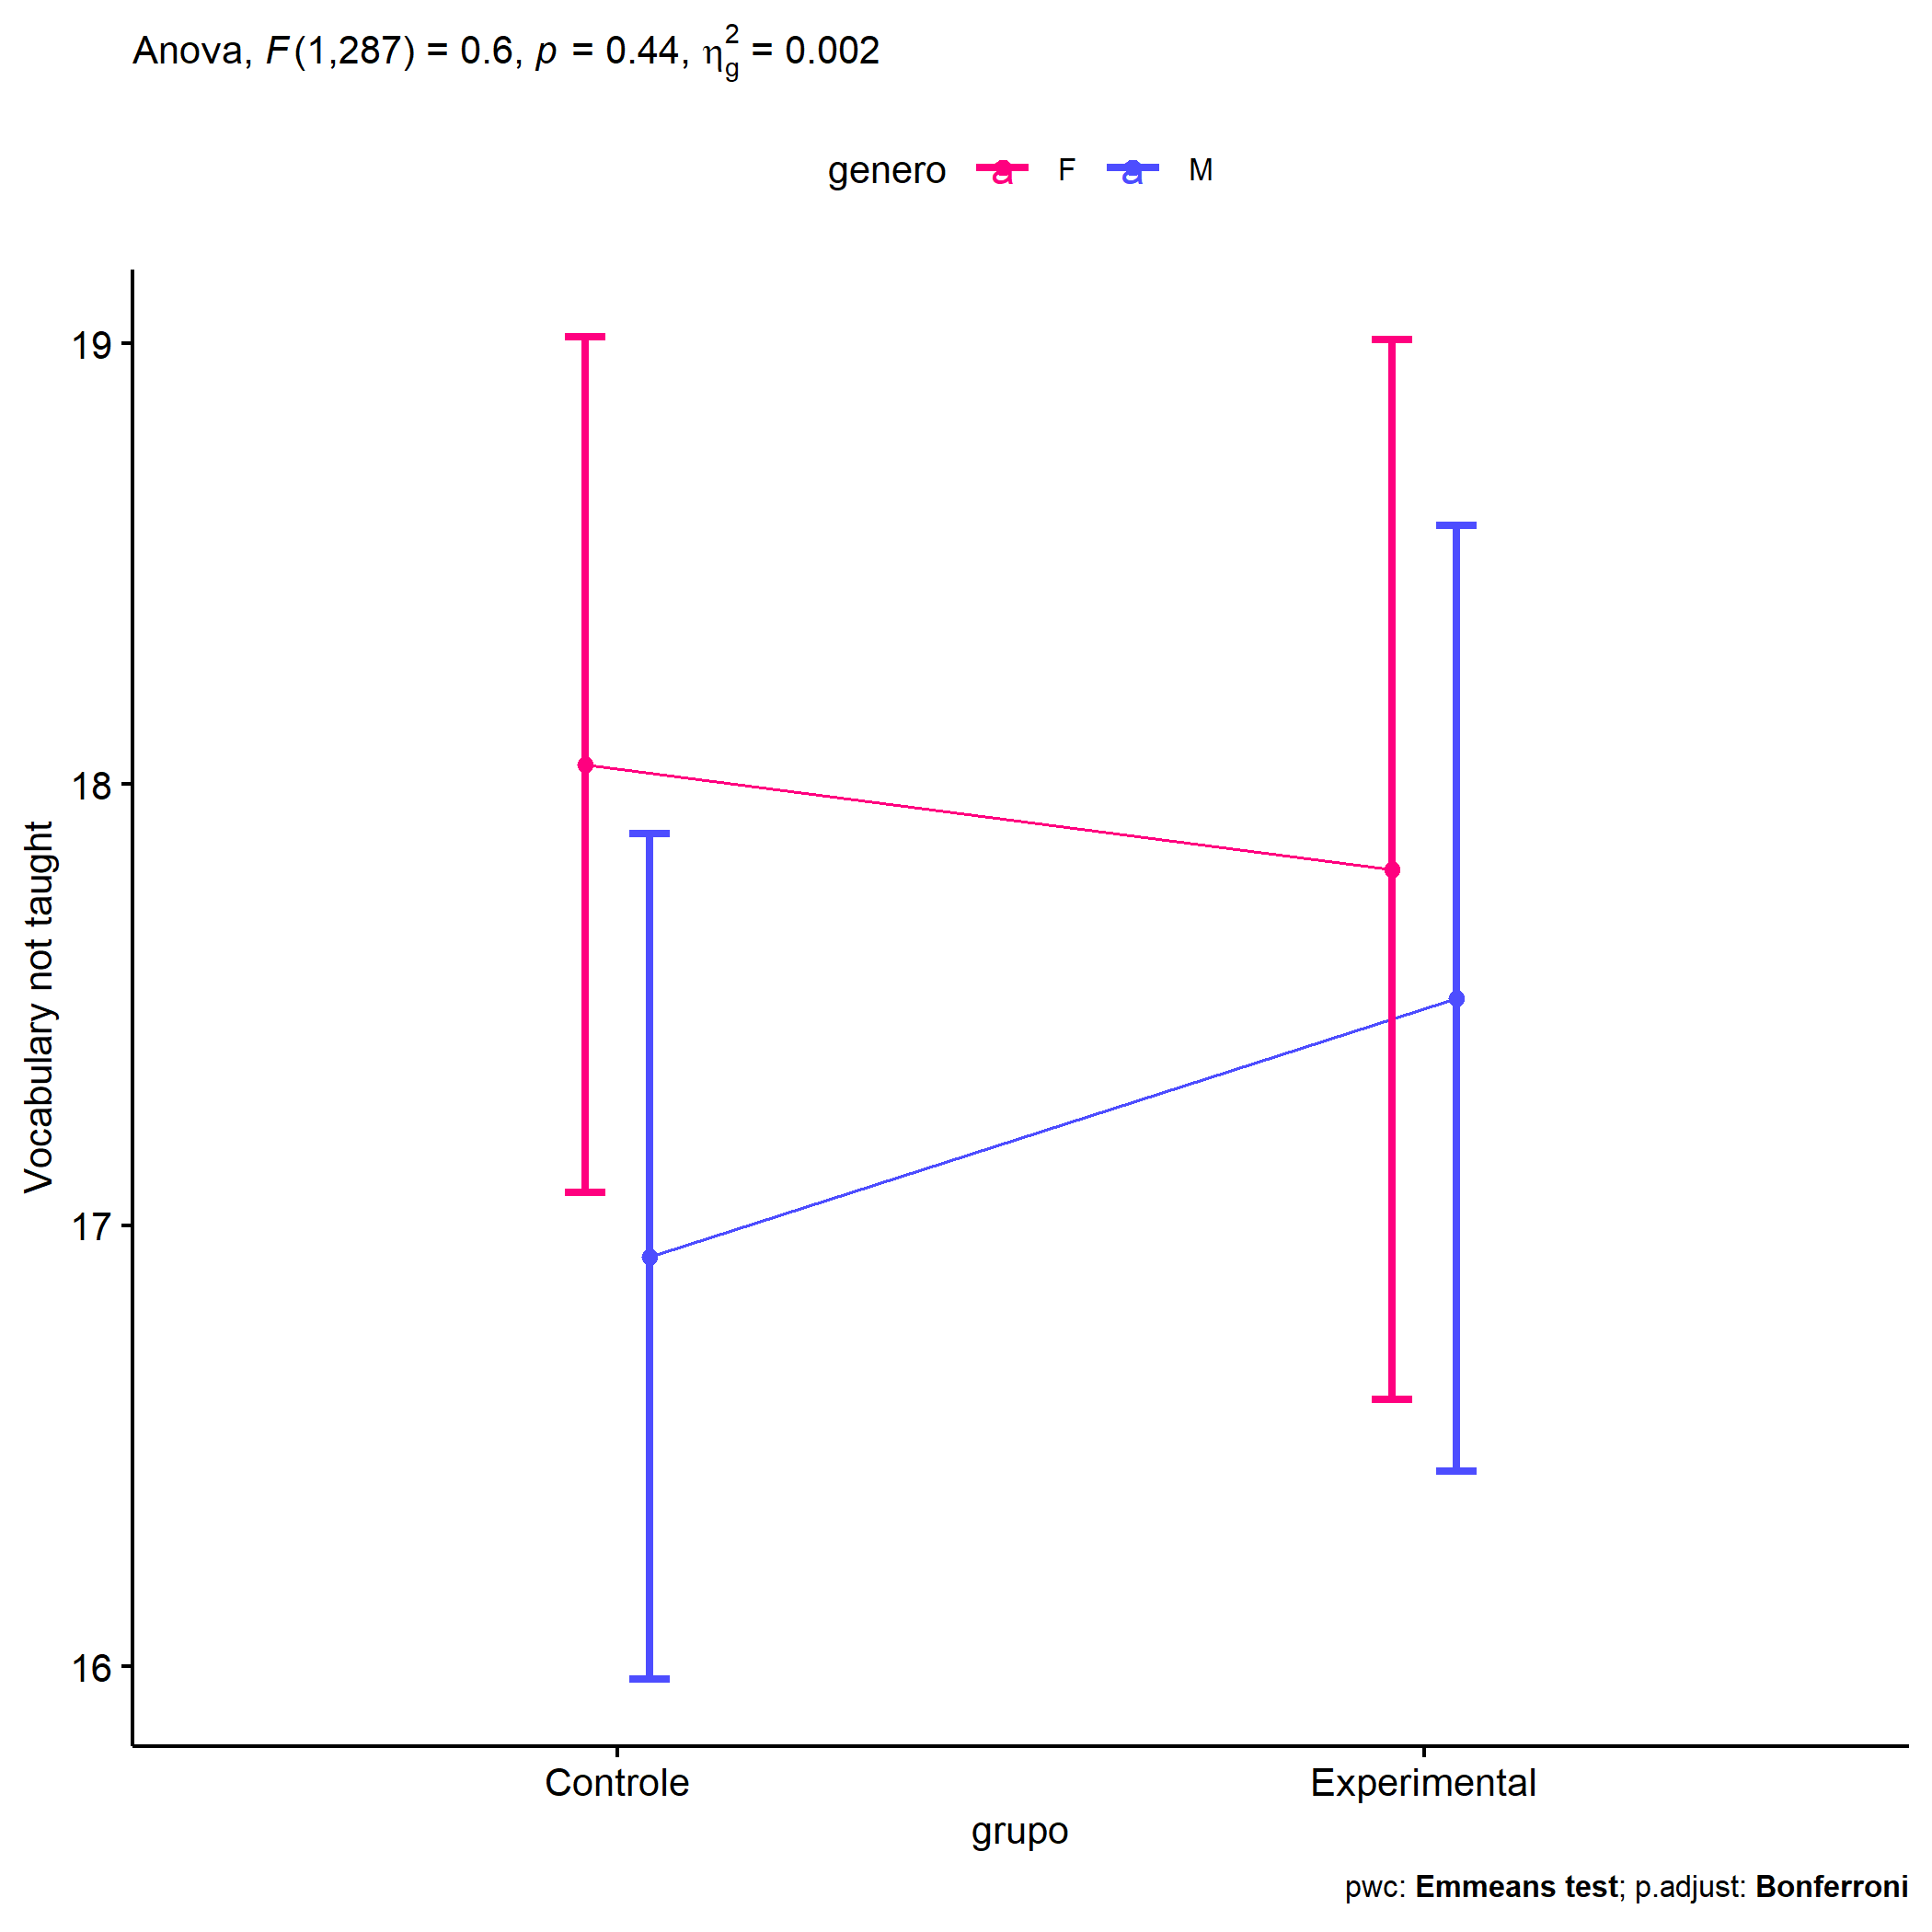 Anova, F(1,287) = 0.6, p = 0.44, η²g = 0.002
genero a F a M
19
18
17
16
Vocabulary not taught
Controle Experimental
grupo
pwc: Emmeans test; p.adjust: Bonferroni